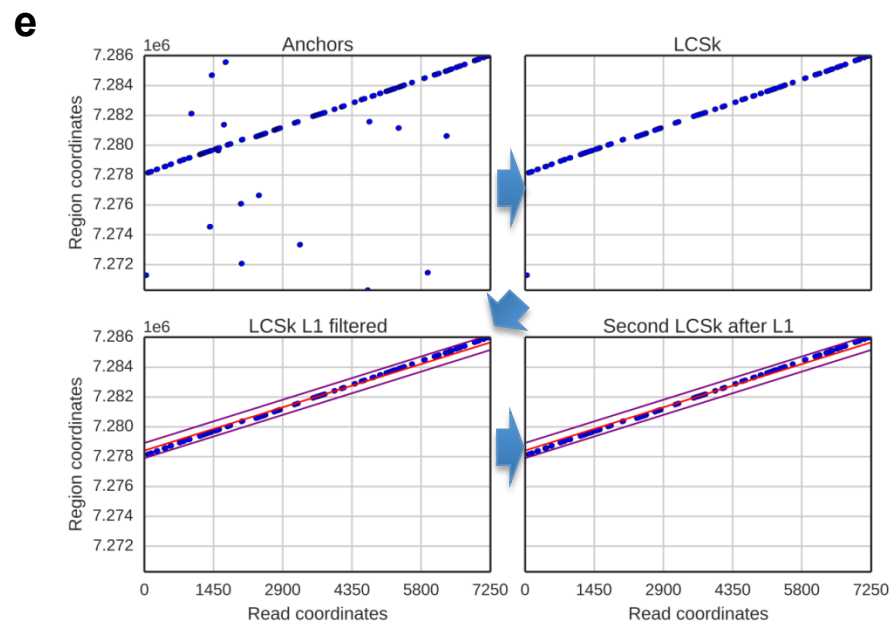 e
1e6 Anchors LCSk
7.286
7.284
7.282
7.280
7.278
7.276
7.274
7.272
Region coordinates
1e6 LCSk L1 filtered Second LCSk after L1
7.286
7.284
7.282
7.280
7.278
7.276
7.274
7.272
Region coordinates
0 1450 2900 4350 5800 7250 0 1450 2900 4350 5800 7250
Read coordinates Read coordinates